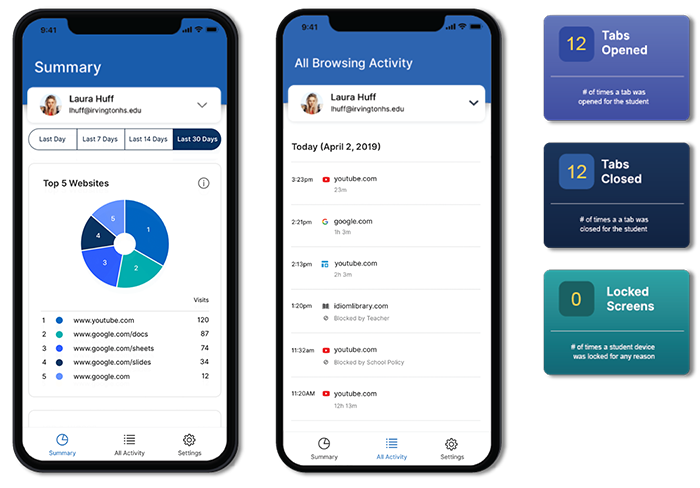 9:41
Summary
Laura Huff
lhuff@irvingtonhs.edu
Last Day Last 7 Days Last 14 Days Last 30 Days
Top 5 Websites
1
2
3
4
5
Visits
1 www.youtube.com 120
2 www.google.com/docs 87
3 www.google.com/sheets 74
4 www.google.com/slides 34
5 www.google.com 12
Summary All Activity Settings
9:41
All Browsing Activity
Laura Huff
lhuff@irvingtonhs.edu
Today (April 2, 2019)
3:23pm youtube.com
23m
2:21pm google.com
1h 3m
2:13pm youtube.com
2h 3m
1:20pm idiomlibrary.com
Blocked by Teacher
11:32am youtube.com
Blocked by School Policy
11:20AM youtube.com
12h 13m
Summary All Activity Settings
12 Tabs
Opened
# of times a tab was
opened for the student
12 Tabs
Closed
# of times a a tab was
closed for the student
0 Locked
Screens
# of times a student device
was locked for any reason